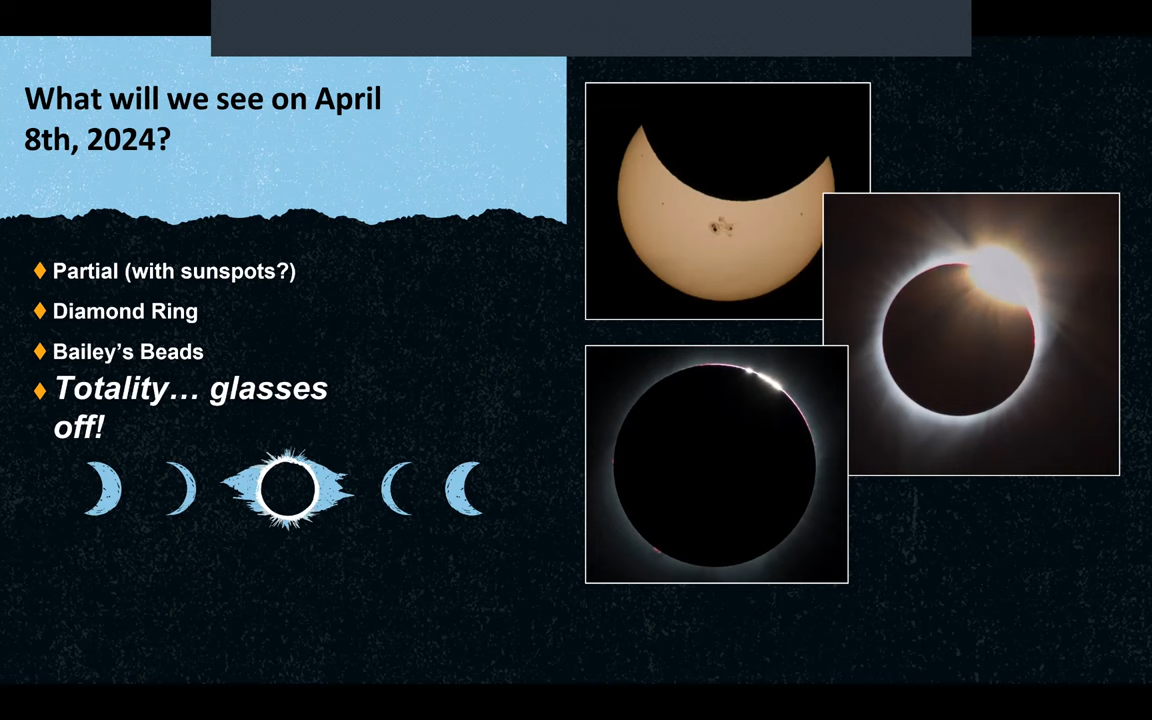 What will we see on April
8th, 2024?
Partial (with sunspots?)
Diamond Ring
Bailey’s Beads
Totality… glasses
off!